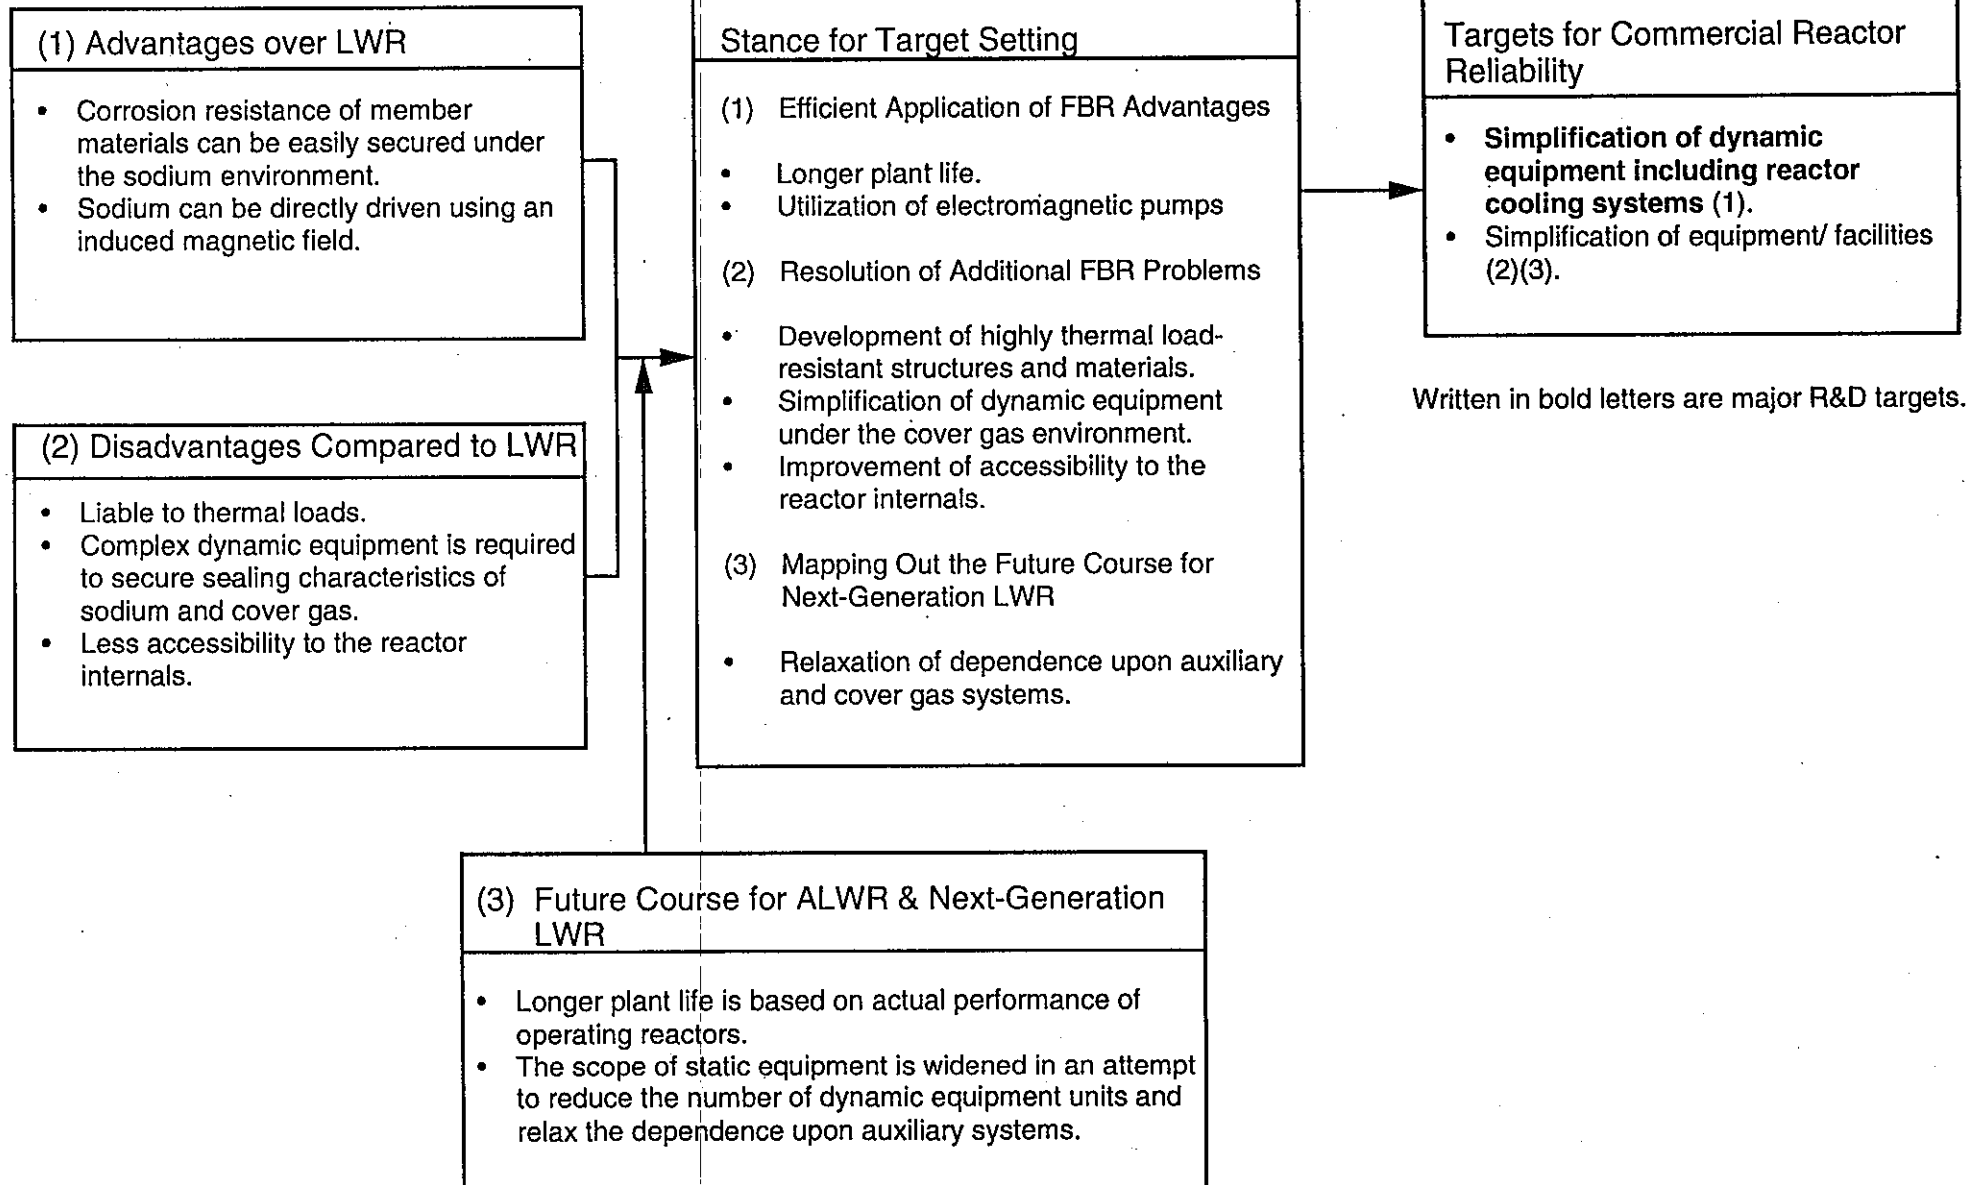 (1) Advantages over LWR
• Corrosion resistance of member
materials can be easily secured under
the sodium environment.
• Sodium can be directly driven using an
induced magnetic field.
(2) Disadvantages Compared to LWR
• Liable to thermal loads.
• Complex dynamic equipment is required
to secure sealing characteristics of
sodium and cover gas.
• Less accessibility to the reactor
internals.
Stance for Target Setting
(1) Efficient Application of FBR Advantages
• Longer plant life.
• Utilization of electromagnetic pumps
(2) Resolution of Additional FBR Problems
• Development of highly thermal load-
resistant structures and materials.
• Simplification of dynamic equipment
under the cover gas environment.
• Improvement of accessibility to the
reactor internals.
(3) Mapping Out the Future Course for
Next-Generation LWR
• Relaxation of dependence upon auxiliary
and cover gas systems.
Targets for Commercial Reactor
Reliability
• Simplification of dynamic
equipment including reactor
cooling systems (1).
• Simplification of equipment/ facilities
(2)(3).
Written in bold letters are major R&D targets.
(3) Future Course for ALWR & Next-Generation
LWR
• Longer plant life is based on actual performance of
operating reactors.
• The scope of static equipment is widened in an attempt
to reduce the number of dynamic equipment units and
relax the dependence upon auxiliary systems.